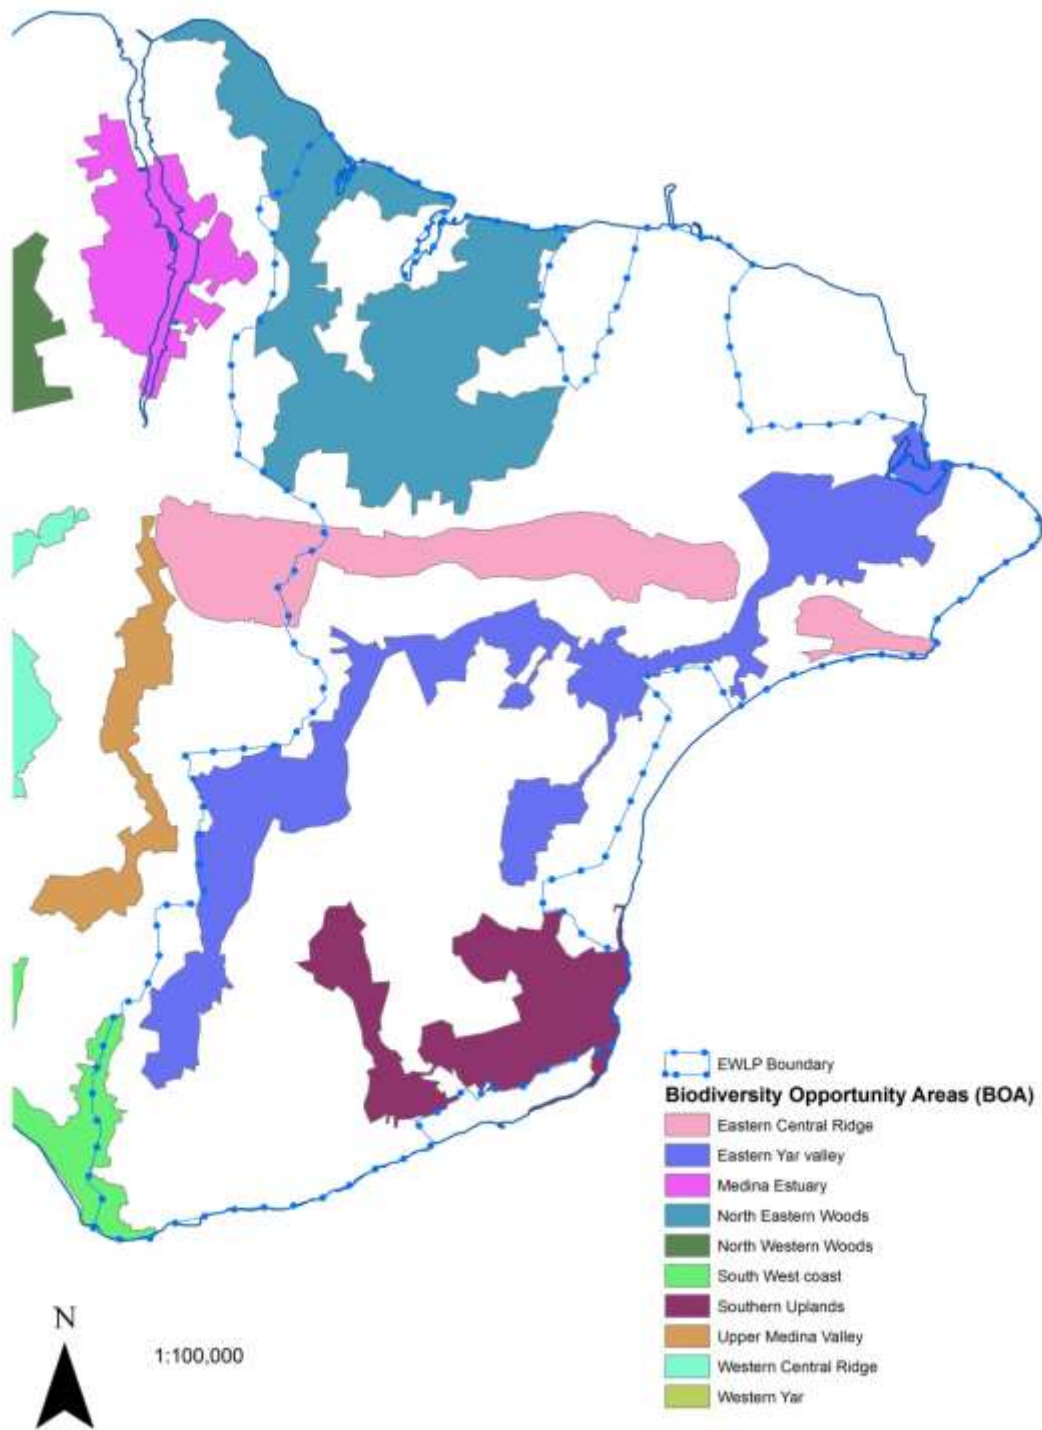 EWLP Boundary
Biodiversity Opportunity Areas (BOA)
Eastern Central Ridge
Eastern Yar valley
Medina Estuary
North Eastern Woods
North Western Woods
South West coast
Southern Uplands
Upper Medina Valley
Western Central Ridge
Western Yar
N
1:100,000